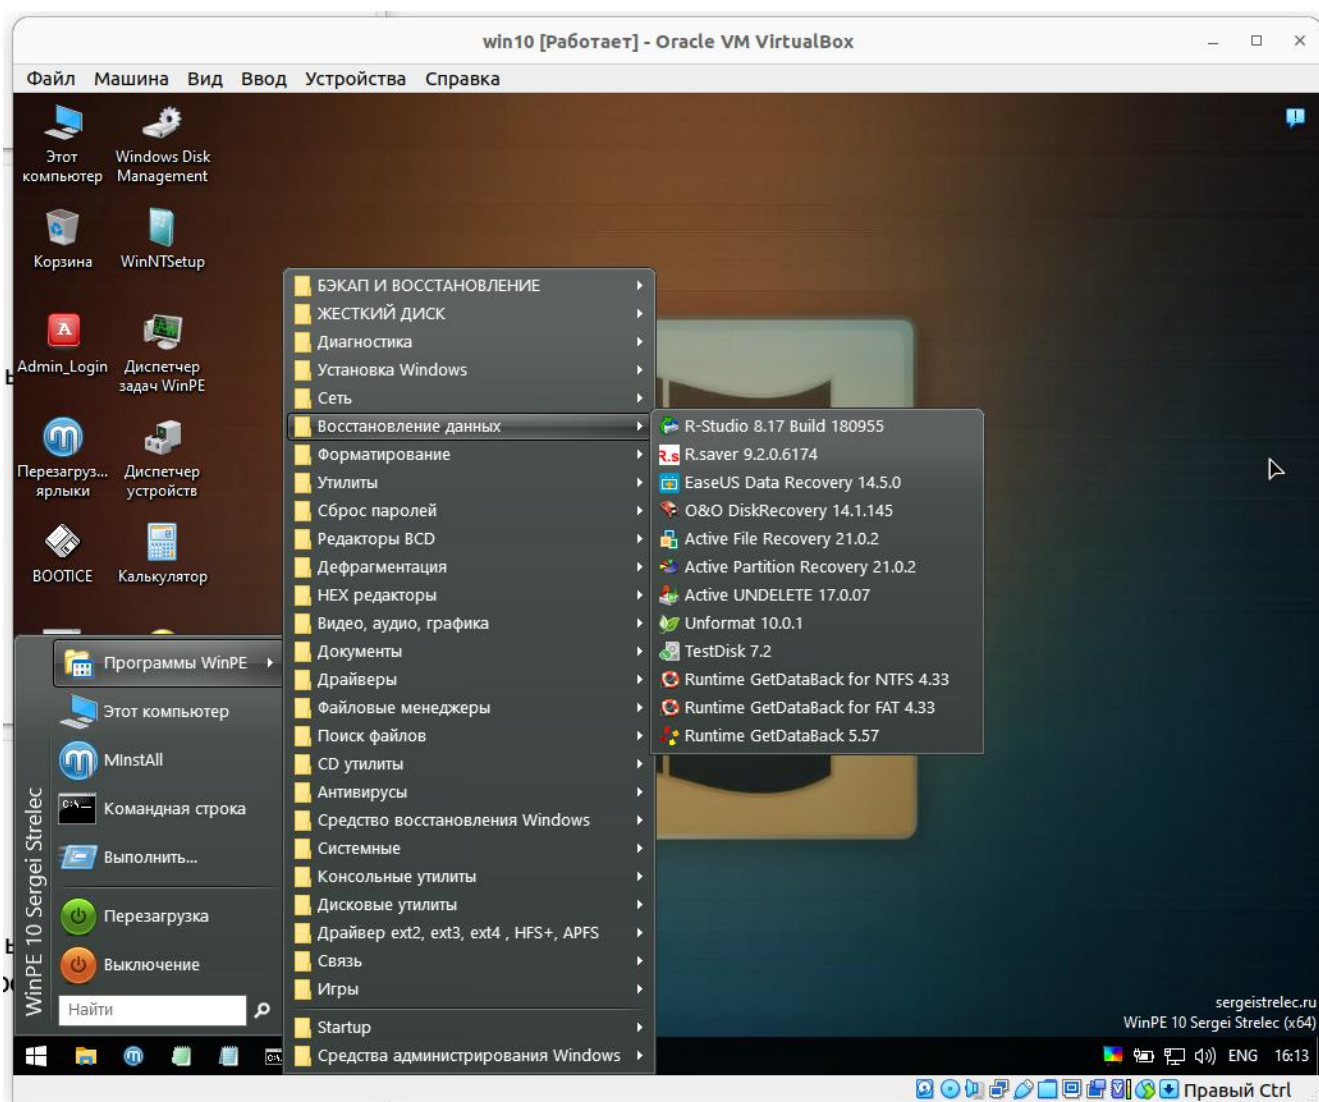 win10 [Работает] - Oracle VM VirtualBox
Файл Машина Вид Ввод Устройства Справка
Этот компьютер
Windows Disk Management
Корзина
WinNTSetup
Admin_Login
Диспетчер задач WinPE
Перезагруз... ярлыки
Диспетчер устройств
BOOTICE
Калькулятор
БЭКАП И ВОССТАНОВЛЕНИЕ
ЖЕСТКИЙ ДИСК
Диагностика
Установка Windows
Сеть
Восстановление данных
Форматирование
Утилиты
Сброс паролей
Редакторы BCD
Дефрагментация
HEX редакторы
Видео, аудио, графика
Документы
Драйверы
Файловые менеджеры
Поиск файлов
CD утилиты
Антивирусы
Средство восстановления Windows
Системные
Консольные утилиты
Дисковые утилиты
Драйвер ext2, ext3, ext4 , HFS+, APFS
Связь
Игры
Startup
Средства администрирования Windows
R-Studio 8.17 Build 180955
R.saver 9.2.0.6174
EaseUS Data Recovery 14.5.0
O&O DiskRecovery 14.1.145
Active File Recovery 21.0.2
Active Partition Recovery 21.0.2
Active UNDELETE 17.0.07
Unformat 10.0.1
TestDisk 7.2
Runtime GetDataBack for NTFS 4.33
Runtime GetDataBack for FAT 4.33
Runtime GetDataBack 5.57
Программы WinPE
Этот компьютер
MInstAll
Командная строка
Выполнить...
Перезагрузка
Выключение
Найти
WinPE 10 Sergei Strelec
sergeistrelec.ru
WinPE 10 Sergei Strelec (x64)
ENG 16:13
Правый Ctrl